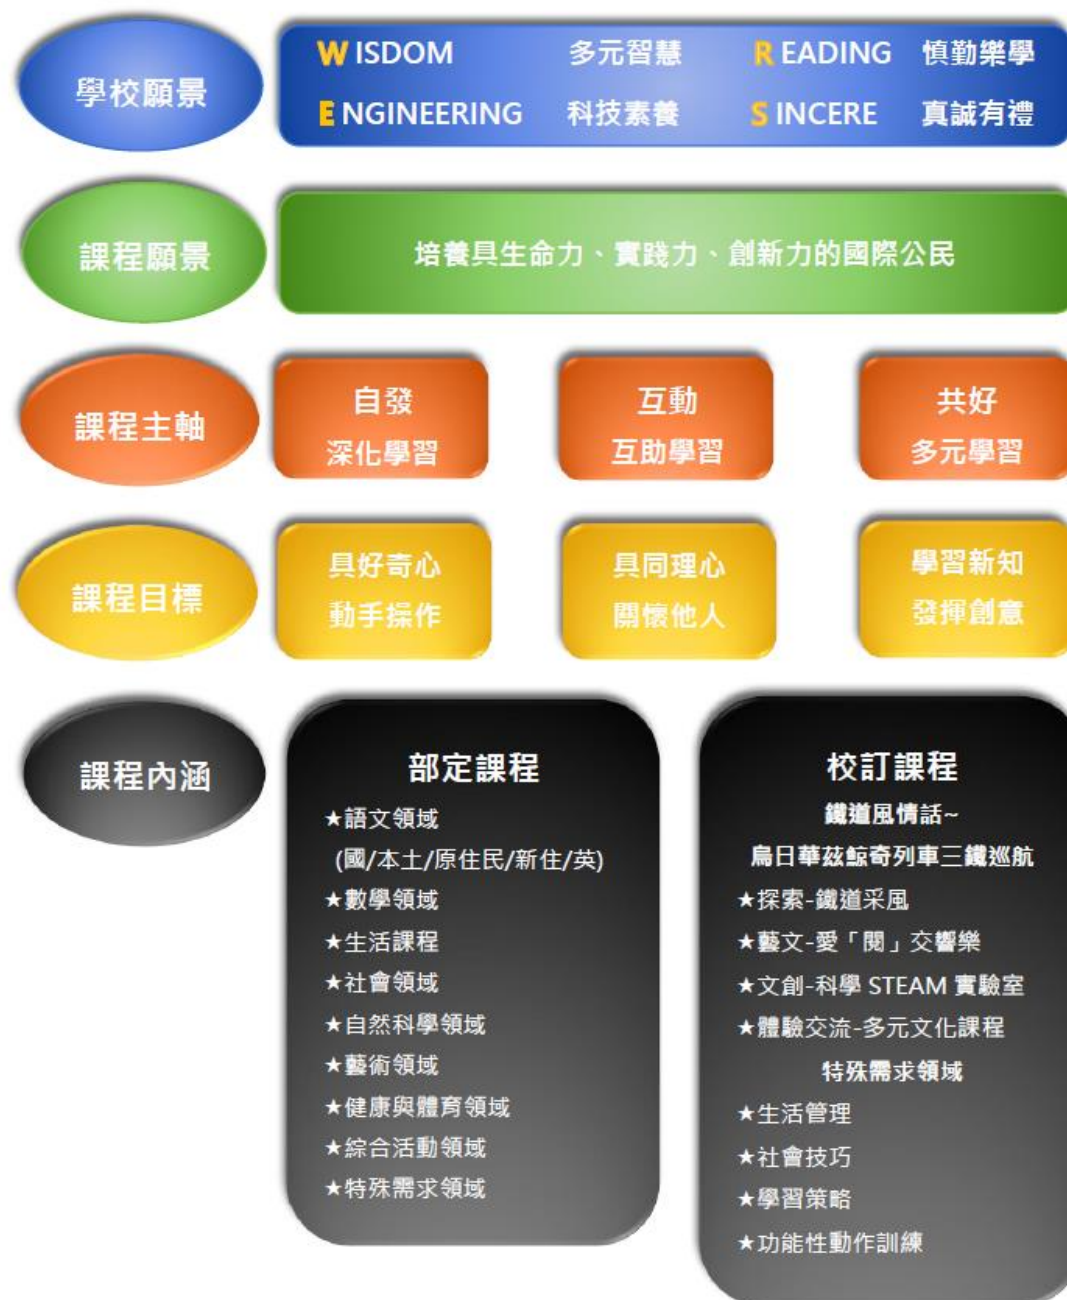 學校願景
WISDOM 多元智慧 READING 慎勤樂學
ENGINEERING 科技素養 SINCERE 真誠有禮
課程願景
培養具生命力、實踐力、創新力的國際公民
課程主軸
自發
深化學習
互動
互助學習
共好
多元學習
課程目標
具好奇心
動手操作
具同理心
關懷他人
學習新知
發揮創意
課程內涵
部定課程
★語文領域
(國/本土/原住民/新住/英)
★數學領域
★生活課程
★社會領域
★自然科學領域
★藝術領域
★健康與體育領域
★綜合活動領域
★特殊需求領域
校訂課程
鐵道風情話~
烏日華茲鯨奇列車三鐵巡航
★探索-鐵道采風
★藝文-愛「閱」交響樂
★文創-科學 STEAM 實驗室
★體驗交流-多元文化課程
特殊需求領域
★生活管理
★社會技巧
★學習策略
★功能性動作訓練